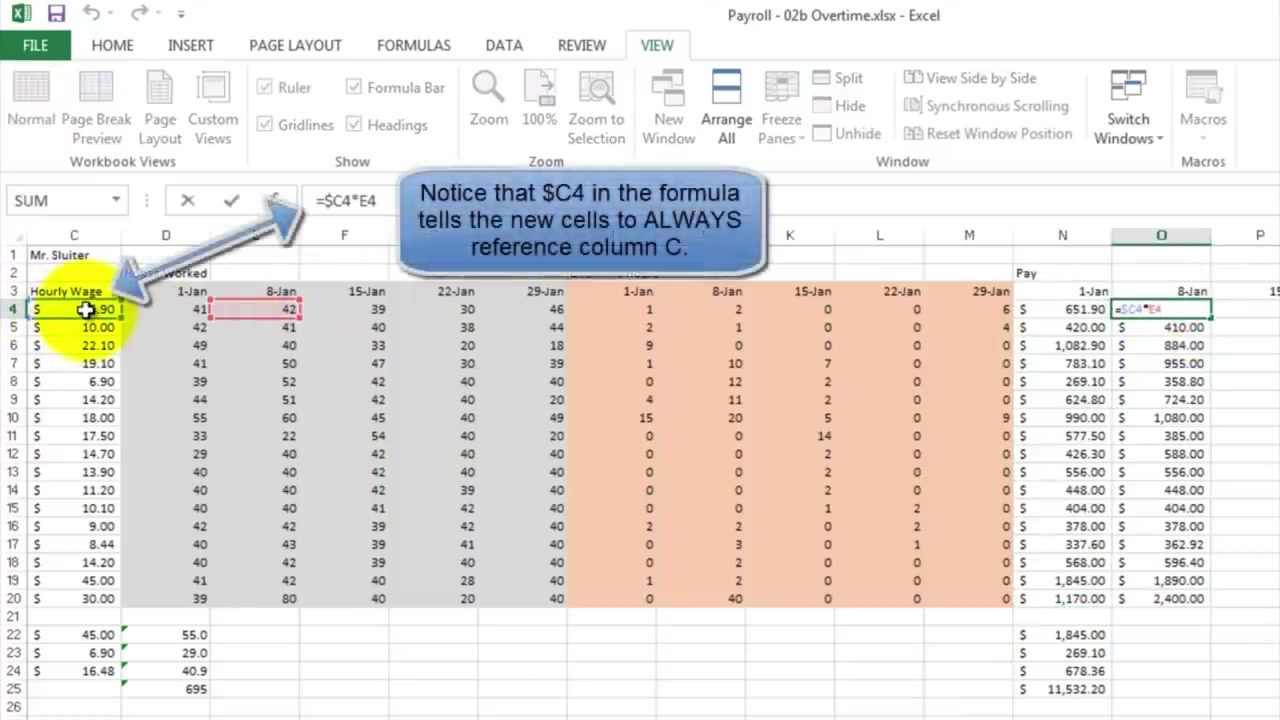 Payroll - 02b Overtime.xlsx - Excel
FILE HOME INSERT PAGE LAYOUT FORMULAS DATA REVIEW VIEW
Normal Page Break Preview Page Layout Custom Views
Ruler Formula Bar
Gridlines Headings
Zoom 100% Zoom to Selection
New Window Arrange All Freeze Panes
Split
Hide
Unhide
View Side by Side
Synchronous Scrolling
Reset Window Position
Switch Windows Macros
Workbook Views Show Zoom Window Macros
SUM =$C4*E4
Notice that $C4 in the formula
tells the new cells to ALWAYS
reference column C.
C D F K L M N O P
1 Mr. Sluiter
2 Pay
3 Hourly Wage 1-Jan 8-Jan 15-Jan 22-Jan 29-Jan 1-Jan 8-Jan 15-Jan 22-Jan 29-Jan 1-Jan 8-Jan 15
4 $ .90 41 42 39 30 46 1 2 0 0 6 $ 651.90 =$C4*E4
5 $ 10.00 42 41 40 38 44 2 1 0 0 4 $ 420.00 $ 410.00
6 $ 22.10 49 40 33 20 18 9 0 0 0 0 $ 1,082.90 $ 884.00
7 $ 19.10 41 50 47 30 39 1 10 7 0 0 $ 783.10 $ 955.00
8 $ 6.90 39 52 42 40 40 0 12 2 0 0 $ 269.10 $ 358.80
9 $ 14.20 44 51 42 40 20 4 11 2 0 0 $ 624.80 $ 724.20
10 $ 18.00 55 60 45 40 49 15 20 5 0 9 $ 990.00 $ 1,080.00
11 $ 17.50 33 22 54 40 20 0 0 14 0 0 $ 577.50 $ 385.00
12 $ 14.70 29 40 42 40 40 0 0 2 0 0 $ 426.30 $ 588.00
13 $ 13.90 40 40 42 40 40 0 0 2 0 0 $ 556.00 $ 556.00
14 $ 11.20 40 40 42 39 40 0 0 2 0 0 $ 448.00 $ 448.00
15 $ 10.10 40 40 41 42 40 0 0 1 2 0 $ 404.00 $ 404.00
16 $ 9.00 42 42 39 42 40 2 2 0 2 0 $ 378.00 $ 378.00
17 $ 8.44 40 43 39 41 40 0 3 0 1 0 $ 337.60 $ 362.92
18 $ 14.20 40 42 39 40 40 0 2 0 0 0 $ 568.00 $ 596.40
19 $ 45.00 41 42 40 28 40 1 2 0 0 0 $ 1,845.00 $ 1,890.00
20 $ 30.00 39 80 40 20 40 0 40 0 0 0 $ 1,170.00 $ 2,400.00
21
22 $ 45.00 55.0 $ 1,845.00
23 $ 6.90 29.0 $ 269.10
24 $ 16.48 40.9 $ 678.36
25 695 $ 11,532.20
26